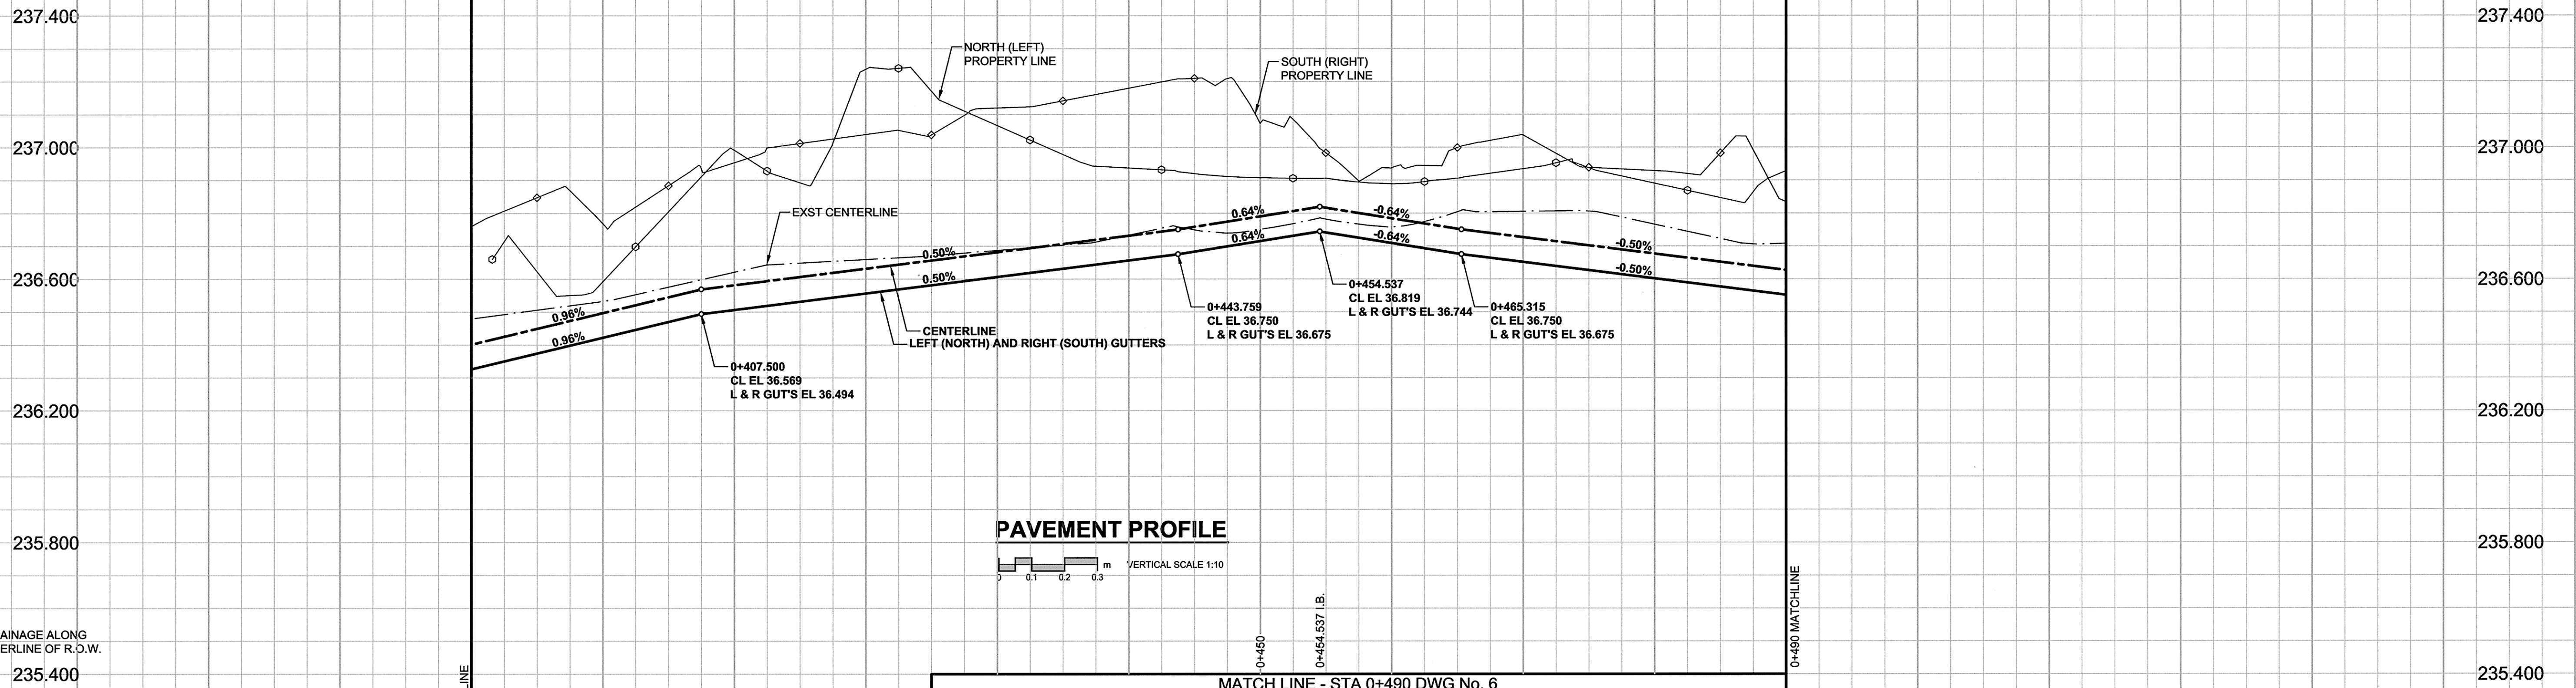 237.400
237.400
NORTH (LEFT)
PROPERTY LINE
SOUTH (RIGHT)
PROPERTY LINE
237.000
237.000
EXST CENTERLINE
0.64%
-0.64%
0.50%
0.64%
-0.64%
-0.50%
236.600
0.50%
-0.50%
236.600
0.96%
0.96%
0+454.537
CL EL 36.819
L & R GUT'S EL 36.744
0+443.759
CL EL 36.750
L & R GUT'S EL 36.675
0+465.315
CL EL 36.750
L & R GUT'S EL 36.675
CENTERLINE
LEFT (NORTH) AND RIGHT (SOUTH) GUTTERS
0+407.500
CL EL 36.569
L & R GUT'S EL 36.494
236.200
236.200
PAVEMENT PROFILE
235.800
235.800
0 0.1 0.2 0.3 m VERTICAL SCALE 1:10
0+450
0+454.537 I.B.
0+490 MATCHLINE
AINAGE ALONG
ERLINE OF R.O.W.
LINE
235.400
235.400
MATCH LINE - STA 0+490 DWG No. 6